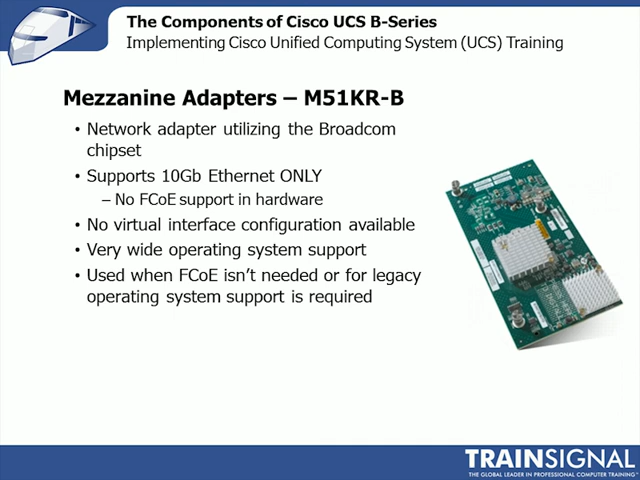 The Components of Cisco UCS B-Series
Implementing Cisco Unified Computing System (UCS) Training
Mezzanine Adapters – M51KR-B
• Network adapter utilizing the Broadcom
chipset
• Supports 10Gb Ethernet ONLY
– No FCoE support in hardware
• No virtual interface configuration available
• Very wide operating system support
• Used when FCoE isn't needed or for legacy
operating system support is required
TRAINSIGNAL
THE GLOBAL LEADER IN PROFESSIONAL COMPUTER TRAINING